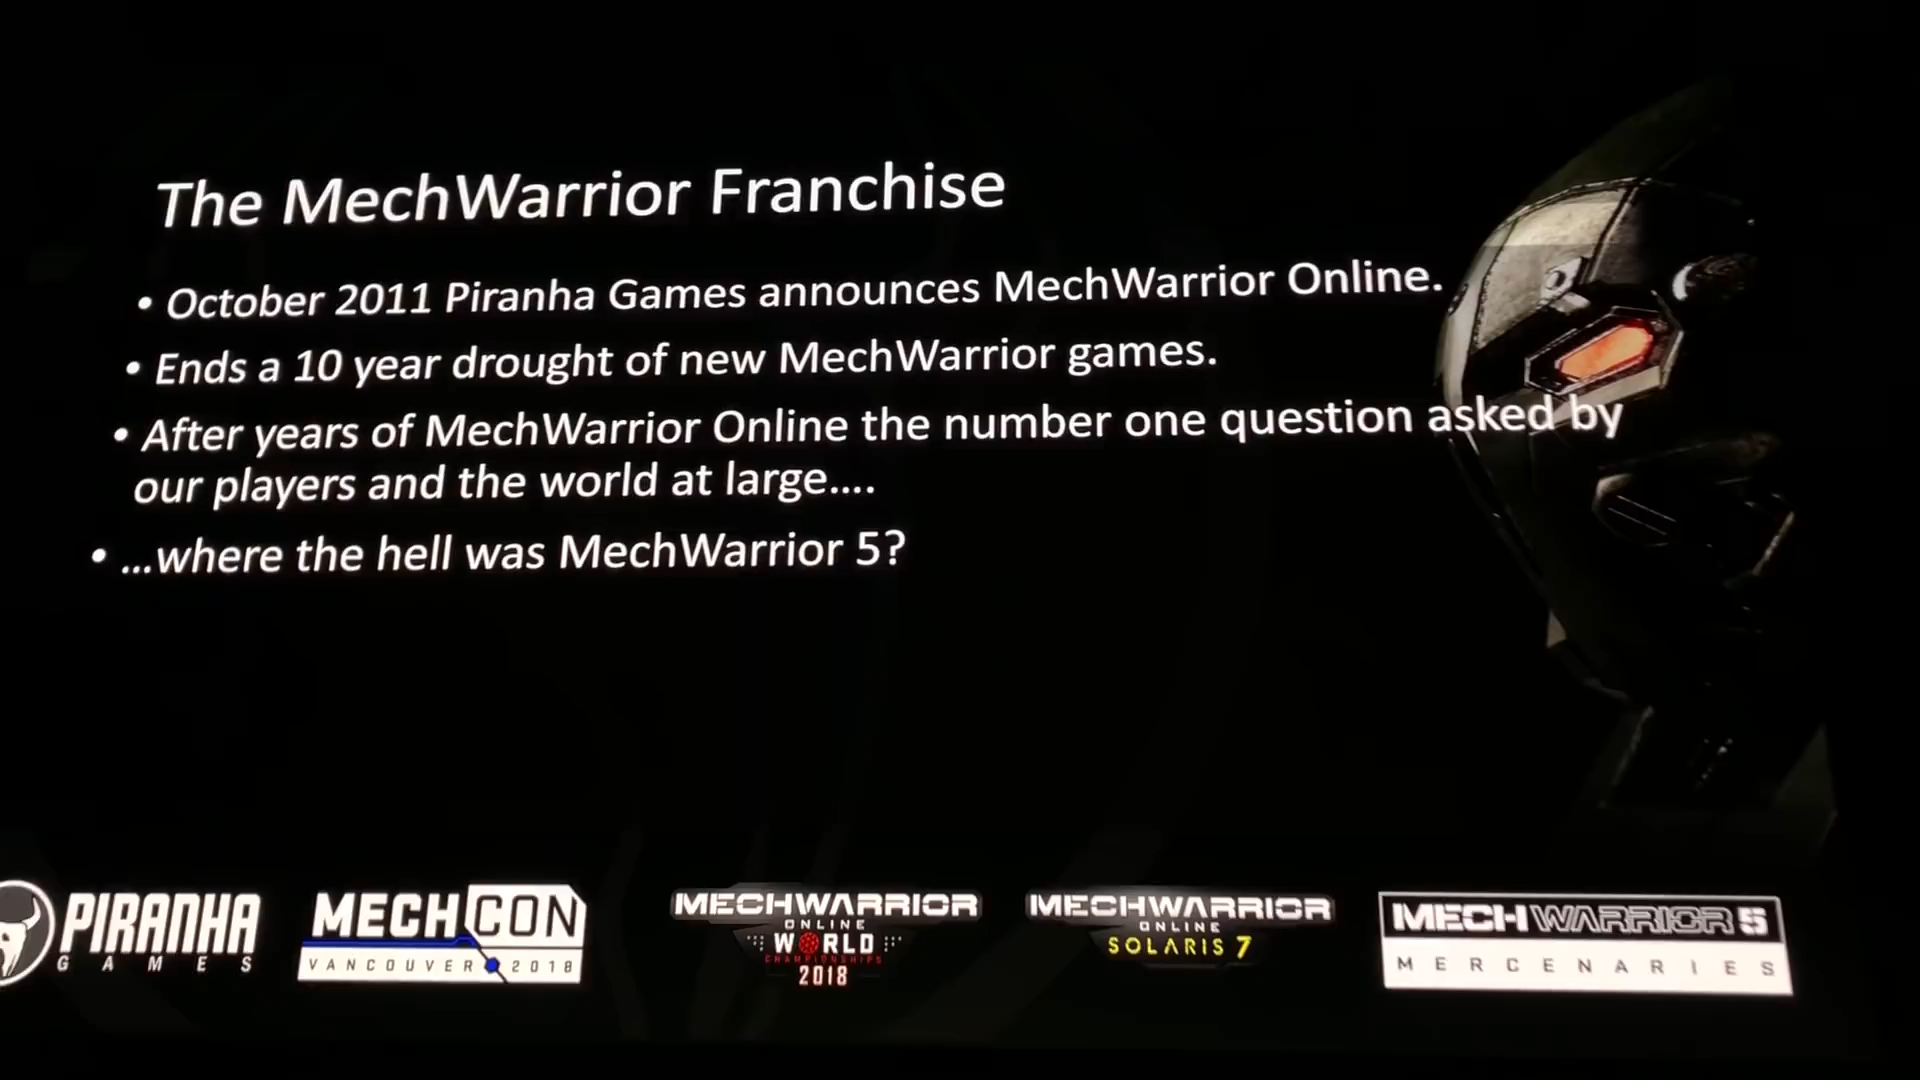 The MechWarrior Franchise
• October 2011 Piranha Games announces MechWarrior Online.
• Ends a 10 year drought of new MechWarrior games.
• After years of MechWarrior Online the number one question asked by
our players and the world at large....
• ...where the hell was MechWarrior 5?
PIRANHA
GAMES
MECHCON
VANCOUVER 2018
MECHWARRIOR
ONLINE
WORLD
CHAMPIONSHIPS
2018
MECHWARRIOR
ONLINE
SOLARIS 7
MECHWARRIOR 5
MERCENARIES